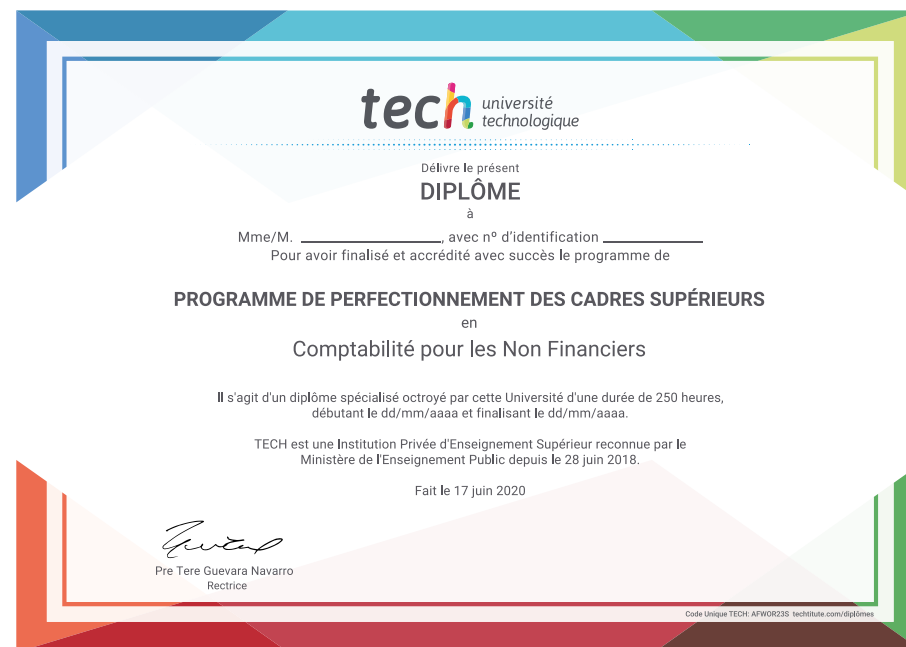 tech université
technologique
Délivre le présent
DIPLÔME
à
Mme/M. ____________________, avec nº d'identification ______________
Pour avoir finalisé et accrédité avec succès le programme de
PROGRAMME DE PERFECTIONNEMENT DES CADRES SUPÉRIEURS
en
Comptabilité pour les Non Financiers
Il s'agit d'un diplôme spécialisé octroyé par cette Université d'une durée de 250 heures,
débutant le dd/mm/aaaa et finalisant le dd/mm/aaaa.
TECH est une Institution Privée d'Enseignement Supérieur reconnue par le
Ministère de l'Enseignement Public depuis le 28 juin 2018.
Fait le 17 juin 2020
Pre Tere Guevara Navarro
Rectrice
Code Unique TECH: AFWOR23S techtitute.com/diplômes